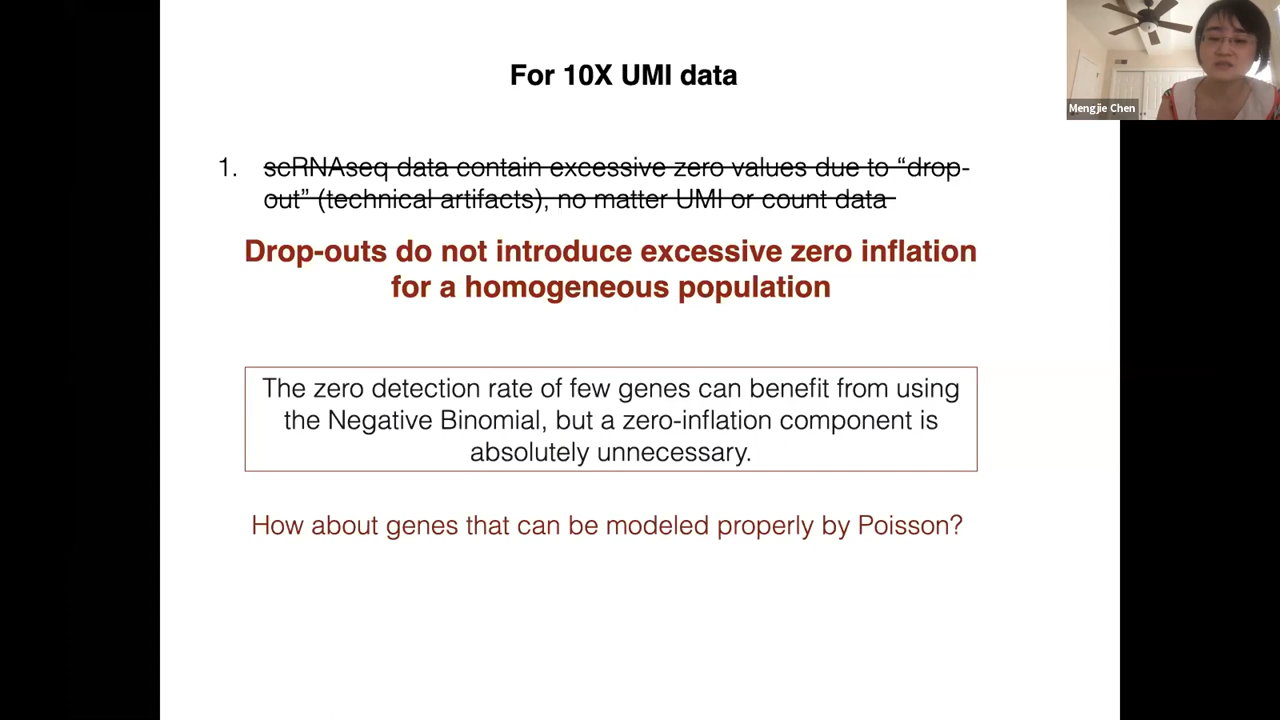 For 10X UMI data
Mengjie Chen
1. scRNAseq data contain excessive zero values due to “drop-
out” (technical artifacts), no matter UMI or count data
Drop-outs do not introduce excessive zero inflation
for a homogeneous population
The zero detection rate of few genes can benefit from using
the Negative Binomial, but a zero-inflation component is
absolutely unnecessary.
How about genes that can be modeled properly by Poisson?